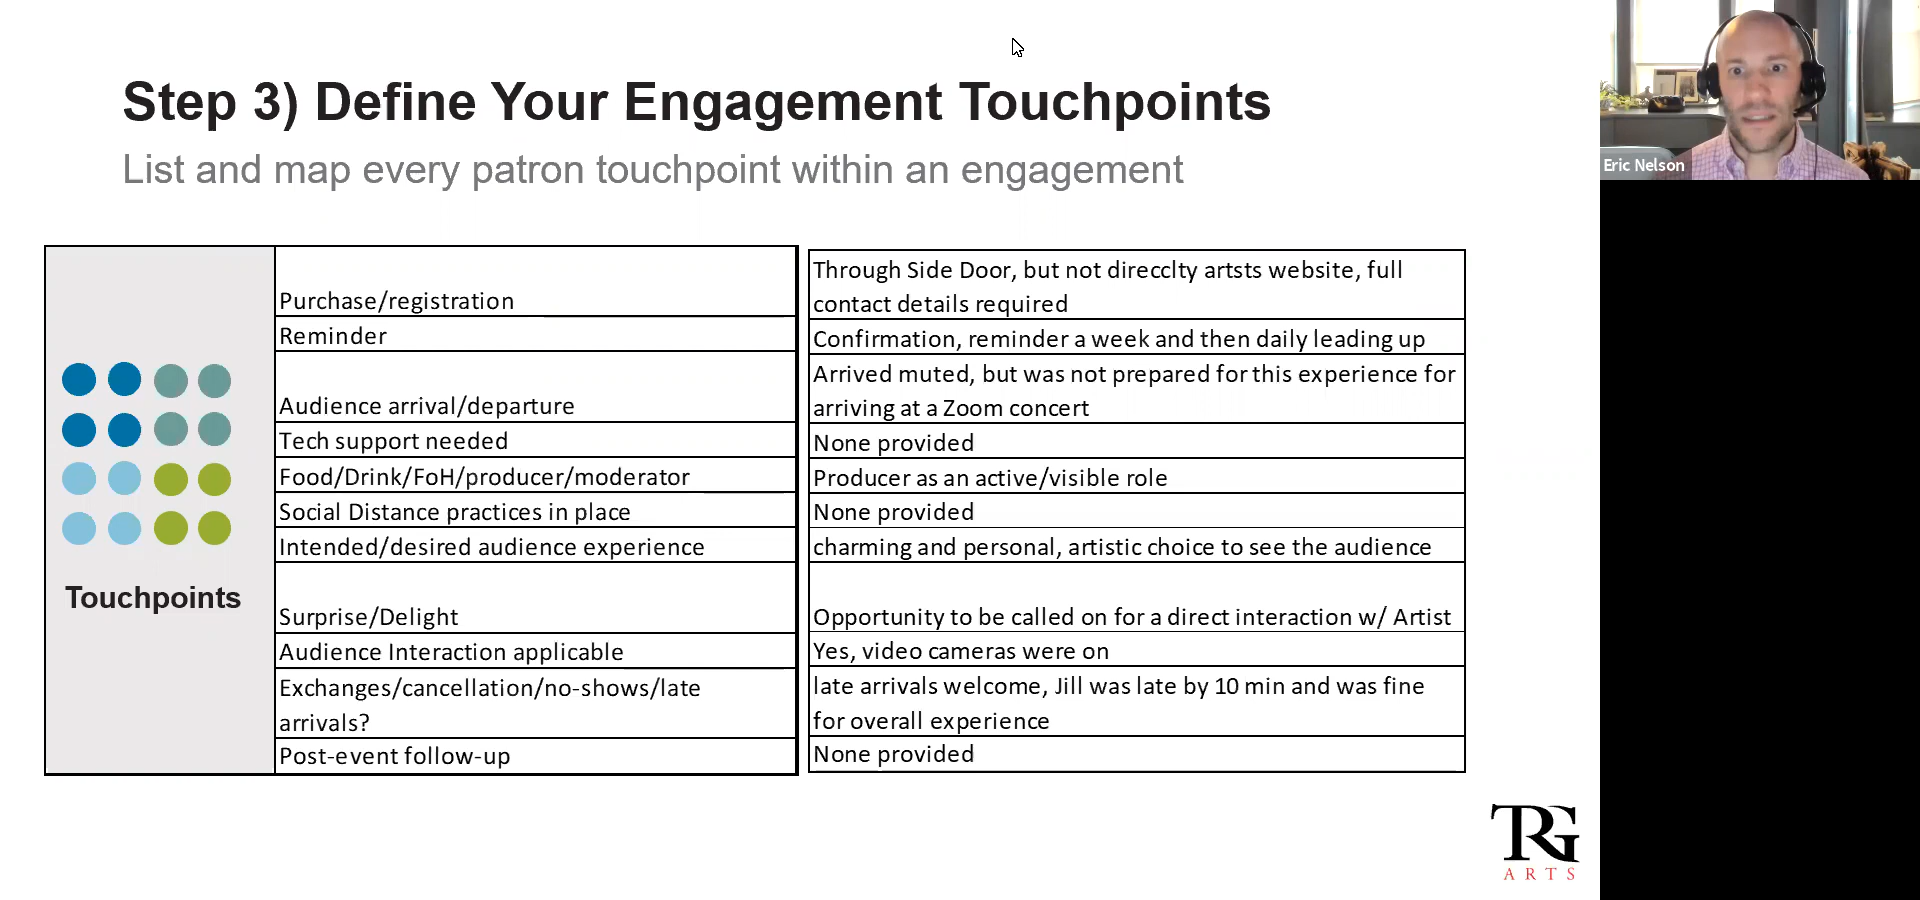 Step 3) Define Your Engagement Touchpoints
List and map every patron touchpoint within an engagement
Eric Nelson
Touchpoints
Purchase/registration
Through Side Door, but not direcclty artsts website, full
contact details required
Reminder
Confirmation, reminder a week and then daily leading up
Audience arrival/departure
Arrived muted, but was not prepared for this experience for
arriving at a Zoom concert
Tech support needed
None provided
Food/Drink/FoH/producer/moderator
Producer as an active/visible role
Social Distance practices in place
None provided
Intended/desired audience experience
charming and personal, artistic choice to see the audience
Surprise/Delight
Opportunity to be called on for a direct interaction w/ Artist
Audience Interaction applicable
Yes, video cameras were on
Exchanges/cancellation/no-shows/late
arrivals?
late arrivals welcome, Jill was late by 10 min and was fine
for overall experience
Post-event follow-up
None provided
TRG
ARTS